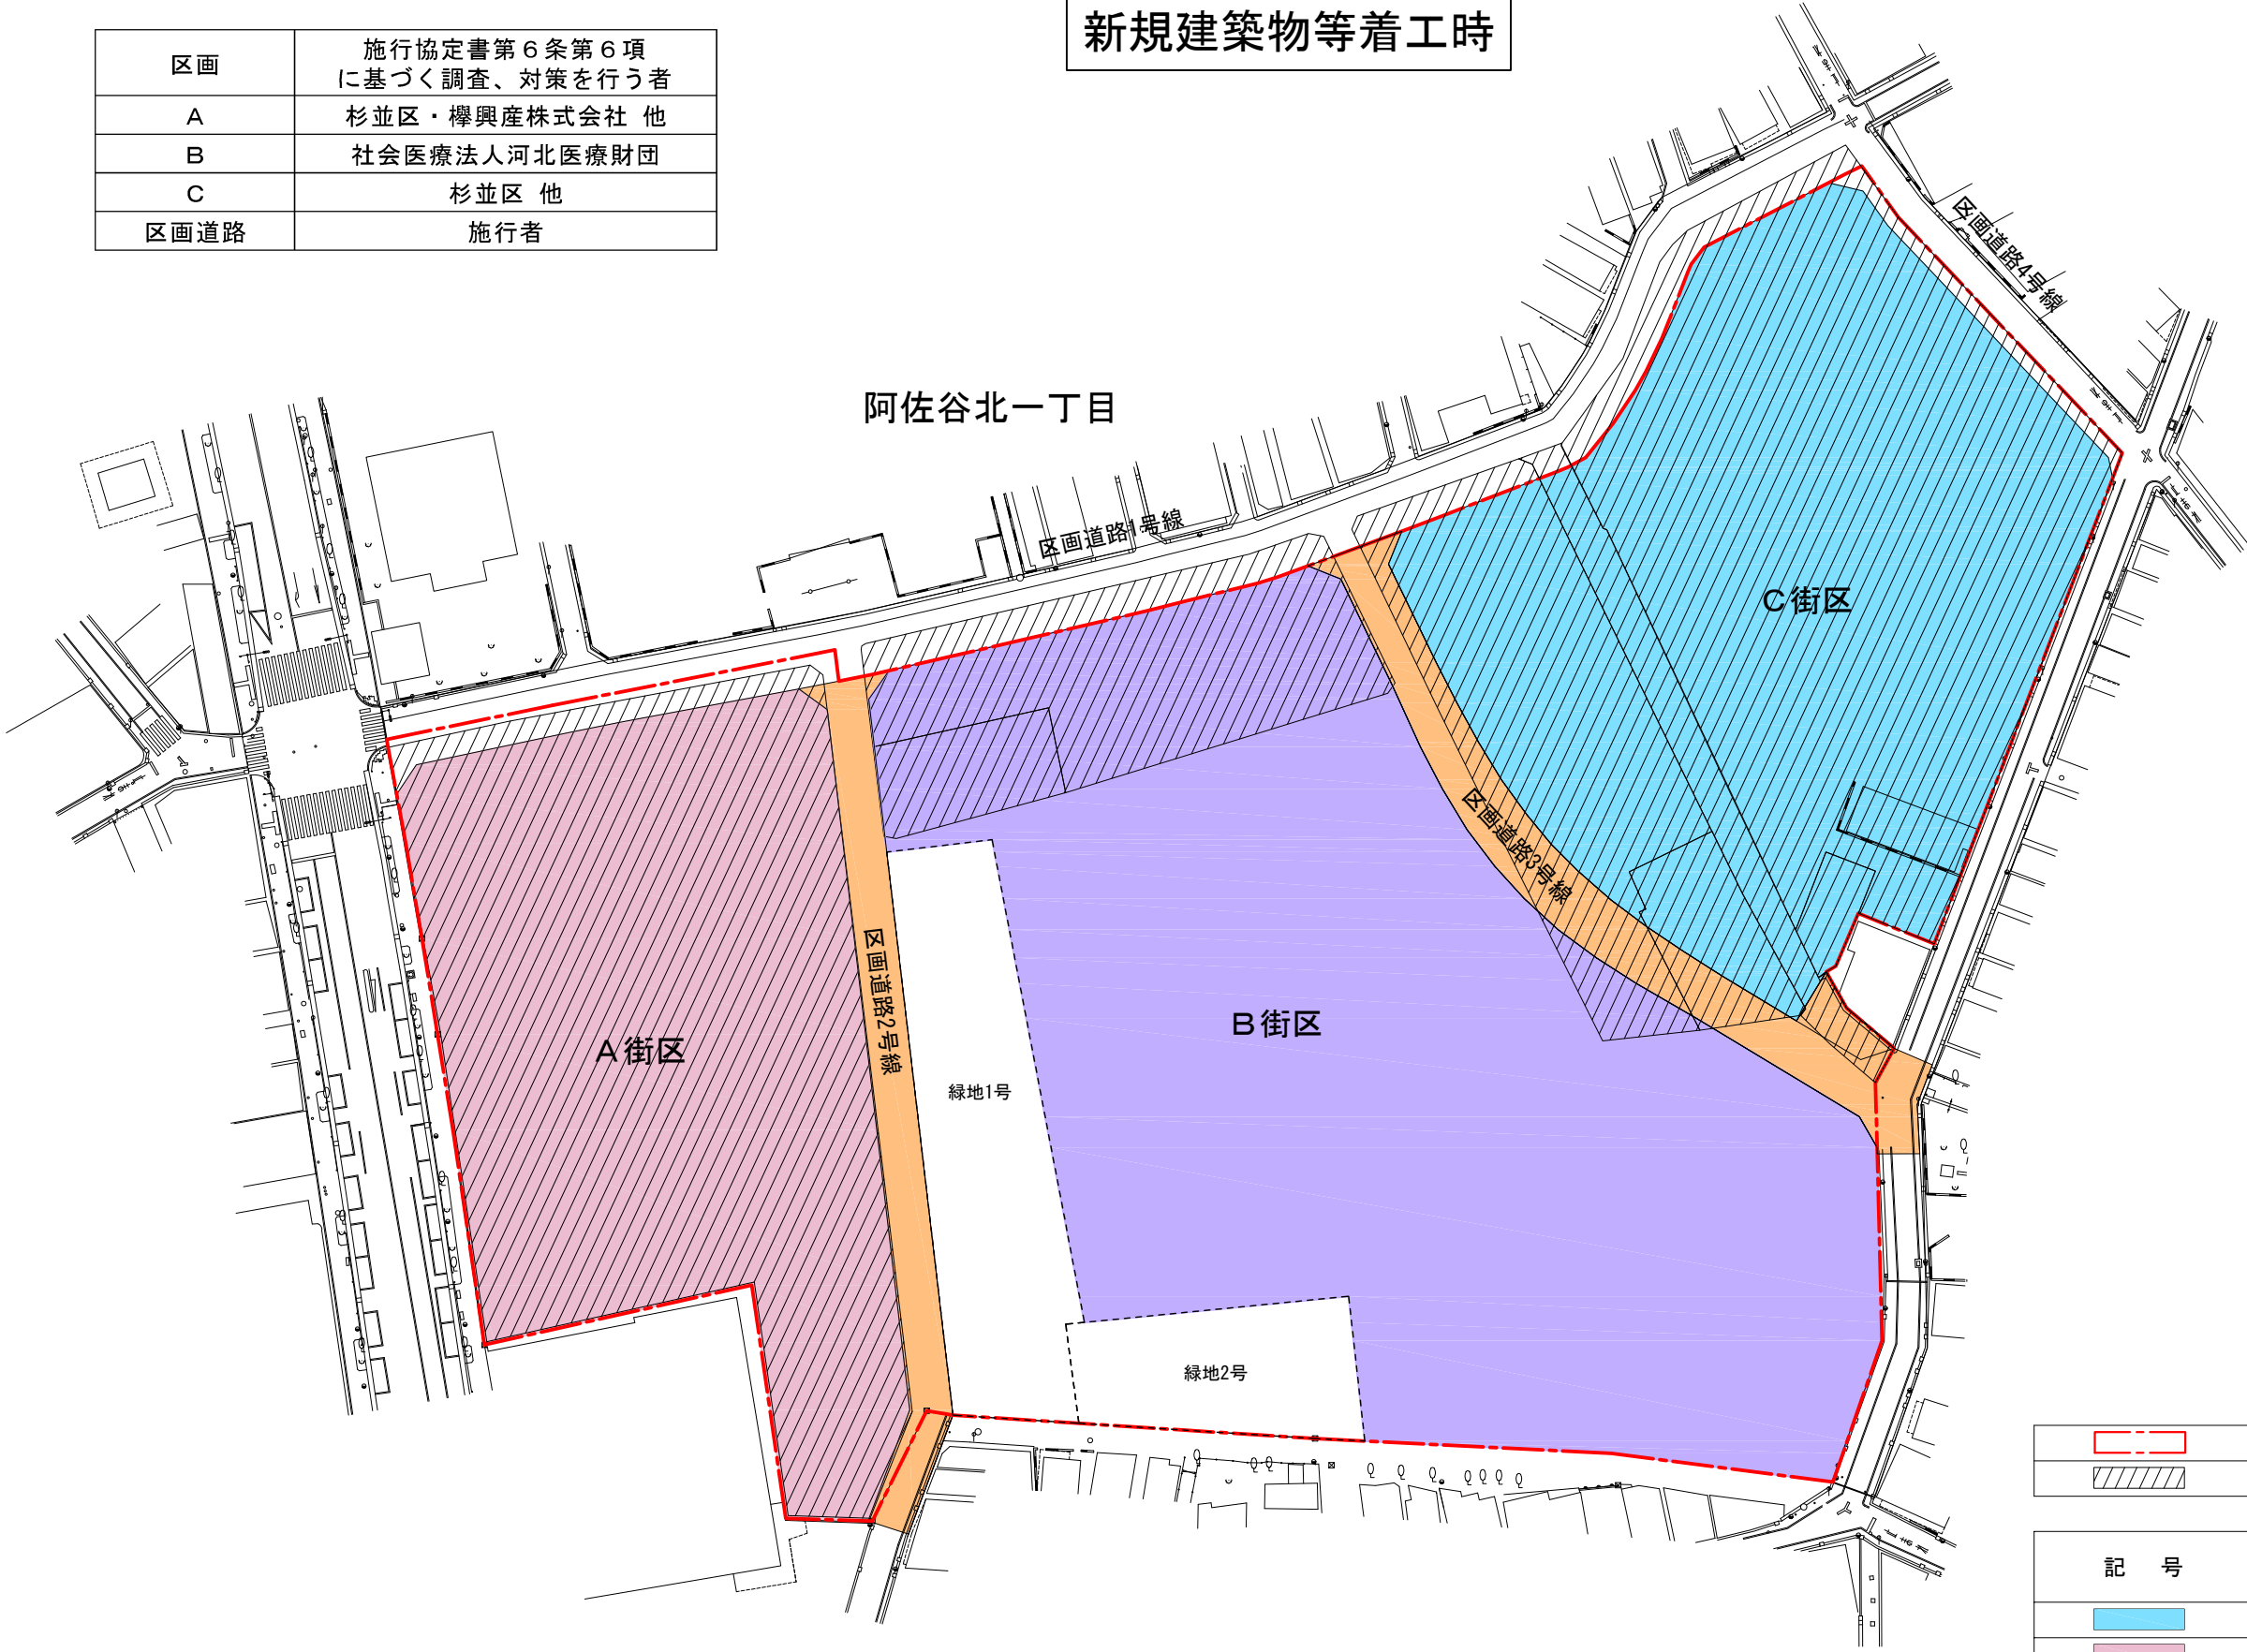 新規建築物等着工時
区画
施行協定書第6条第6項
に基づく調査、対策を行う者
A
杉並区・欅興産株式会社 他
B
社会医療法人河北医療財団
C
杉並区 他
区画道路
施行者
区画道路4号線
阿佐谷北一丁目
区画道路1号線
C街区
区画道路3号線
区画道路2号線
B街区
A街区
緑地1号
緑地2号
記 号